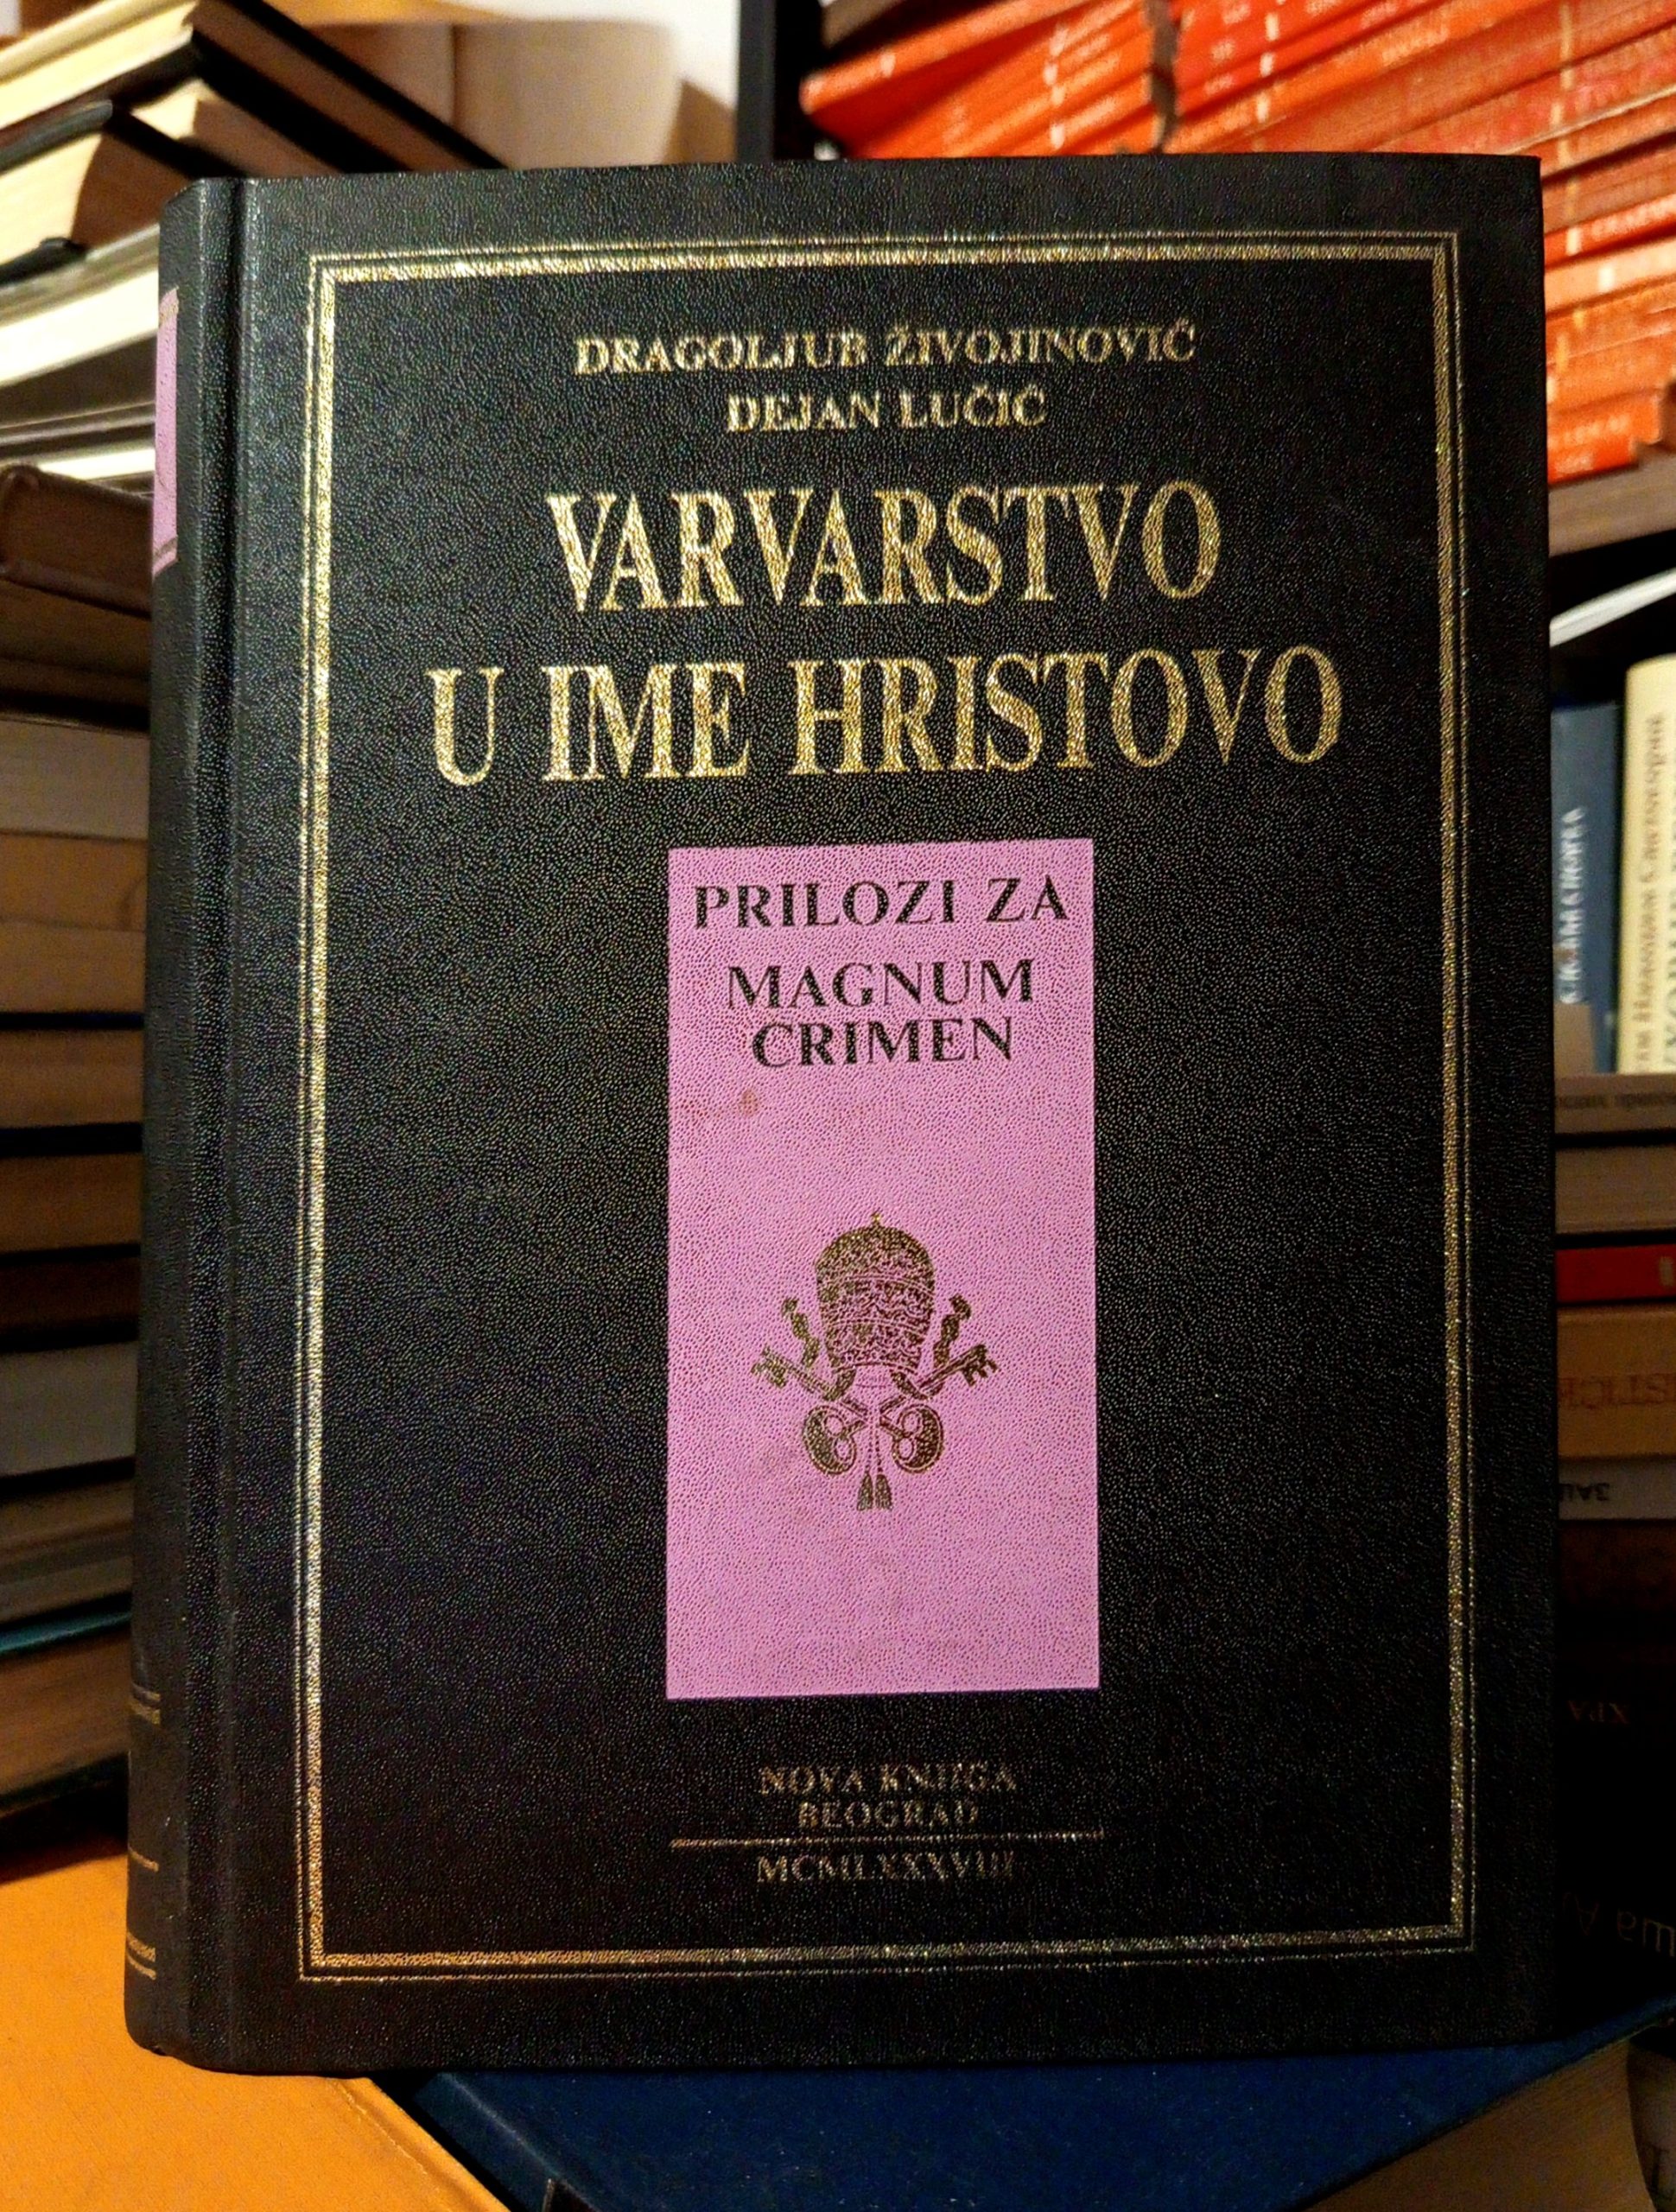 DRAGOLJUB ŽIVOJINOVIĆ
DEJAN LUČIĆ
VARVARSTVO
U IME HRISTOVO
PRILOZI ZA
MAGNUM
CRIMEN
NOVA KNJIGA
BEOGRAD
MCMLXXXVIII